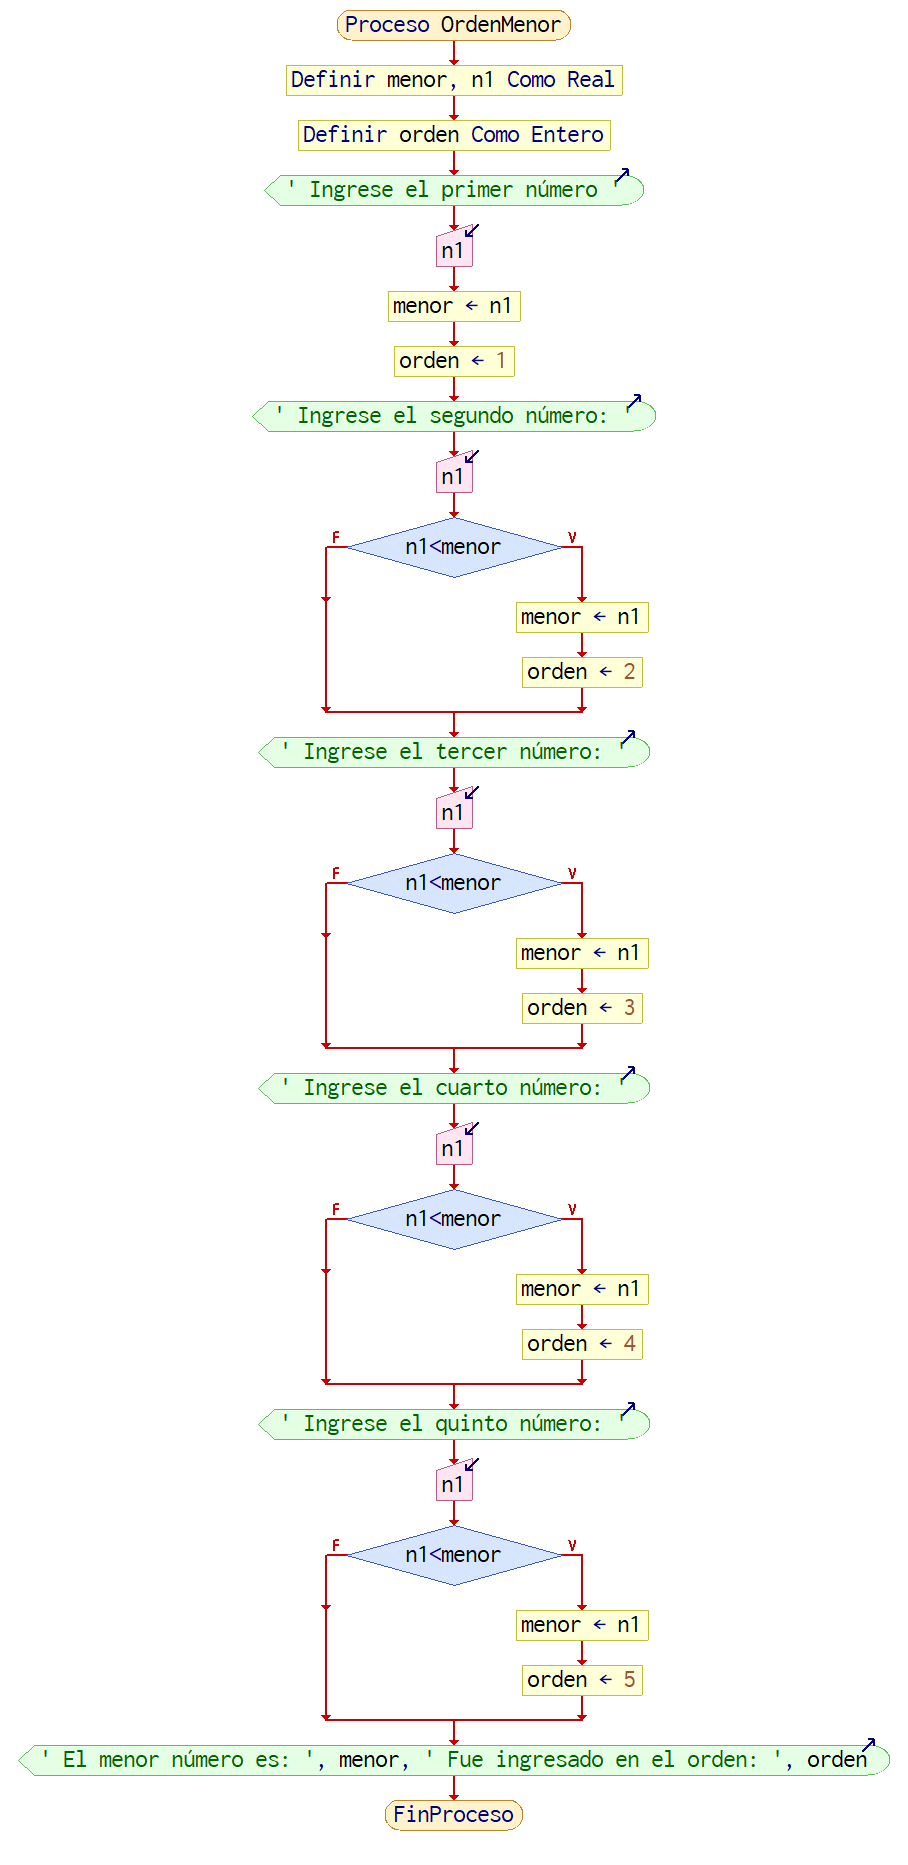 Proceso OrdenMenor
Definir menor, n1 Como Real
Definir orden Como Entero
' Ingrese el primer número '
n1
menor ← n1
orden ← 1
' Ingrese el segundo número: '
n1
n1<menor
F
V
menor ← n1
orden ← 2
' Ingrese el tercer número: '
n1
n1<menor
F
V
menor ← n1
orden ← 3
' Ingrese el cuarto número: '
n1
n1<menor
F
V
menor ← n1
orden ← 4
' Ingrese el quinto número: '
n1
n1<menor
F
V
menor ← n1
orden ← 5
' El menor número es: ', menor, ' Fue ingresado en el orden: ', orden
FinProceso